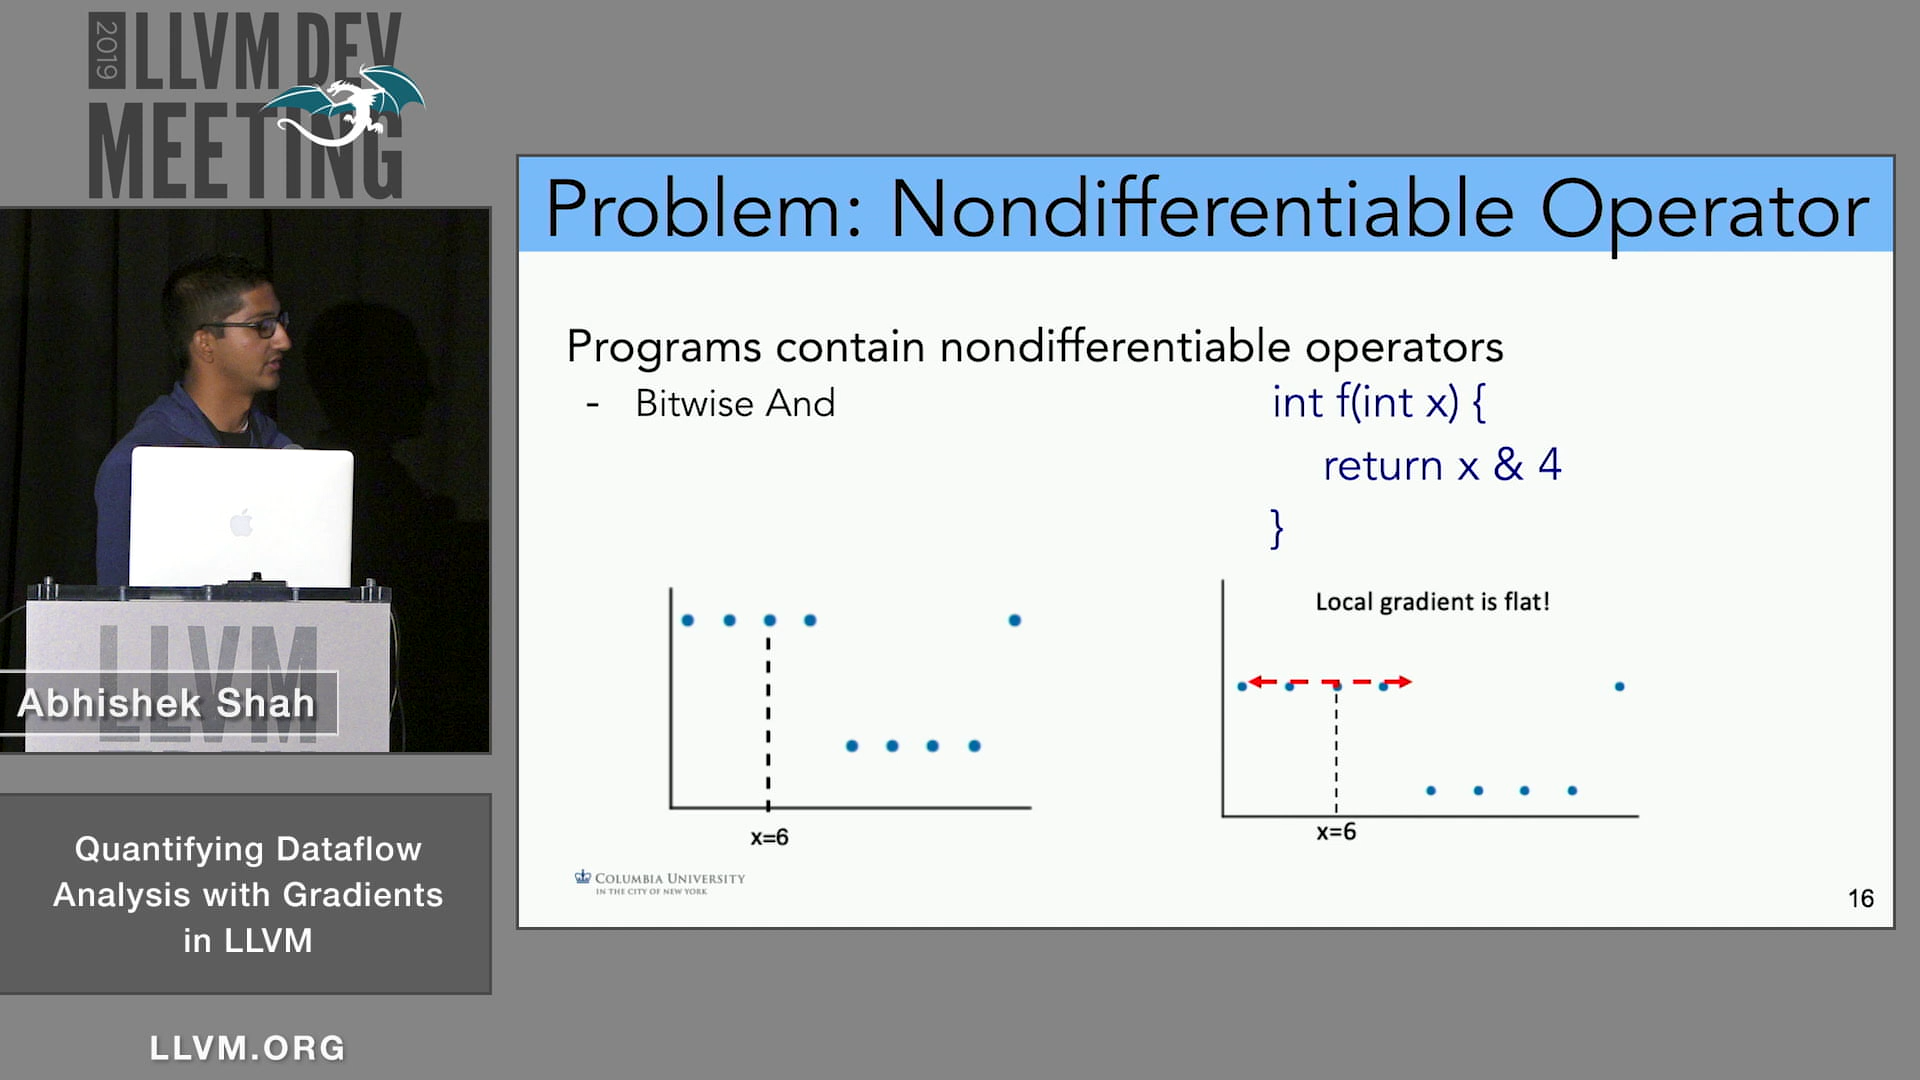 2019
LLVM DEV
MEETING
Problem: Nondifferentiable Operator
Programs contain nondifferentiable operators
- Bitwise And
int f(int x) {
return x & 4
}
Local gradient is flat!
x=6
x=6
COLUMBIA UNIVERSITY
IN THE CITY OF NEW YORK
16
LLVM
Abhishek Shah
Quantifying Dataflow
Analysis with Gradients
in LLVM
LLVM.ORG